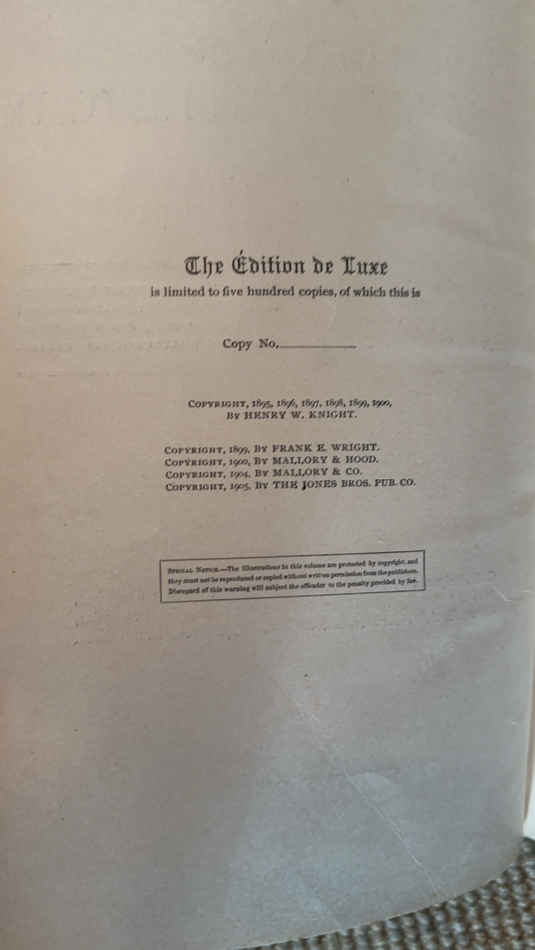 The Édition de Luxe
is limited to five hundred copies, of which this is
Copy No.
COPYRIGHT, 1895, 1896, 1897, 1898, 1899, 1900,
BY HENRY W. KNIGHT.
COPYRIGHT, 1899, BY FRANK E. WRIGHT.
COPYRIGHT, 1900, BY MALLORY & HOOD.
COPYRIGHT, 1904, BY MALLORY & CO.
COPYRIGHT, 1905, BY THE JONES BROS. PUB. CO.
SPECIAL NOTICE.—The illustrations in this volume are protected by copyright, and
they must not be reproduced or copied without written permission from the publishers.
Disregard of this warning will subject the offender to the penalty provided by law.